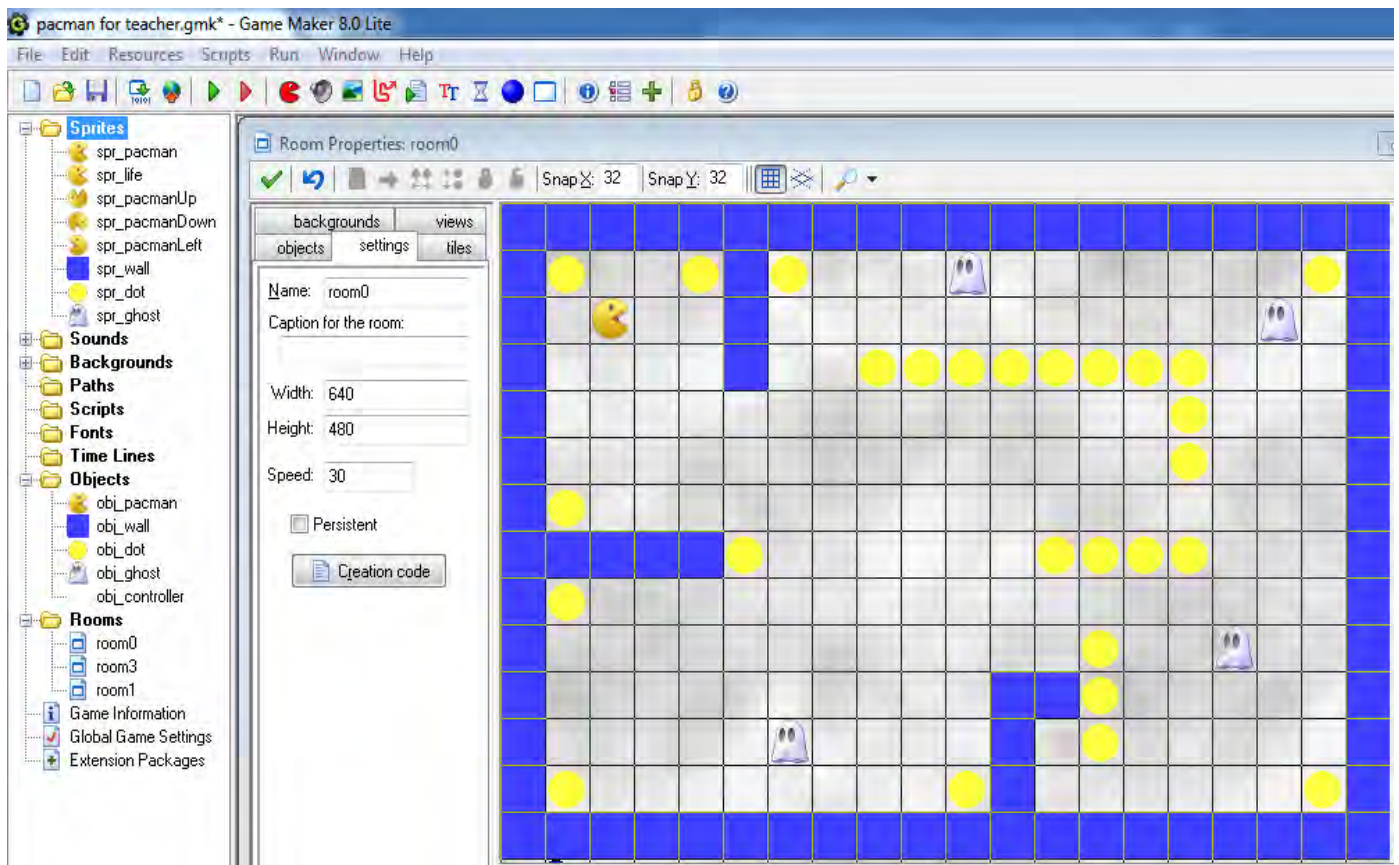 pacman for teacher.gmk* - Game Maker 8.0 Lite
File Edit Resources Scripts Run Window Help
Sprites
spr_pacman
spr_life
spr_pacmanUp
spr_pacmanDown
spr_pacmanLeft
spr_wall
spr_dot
spr_ghost
Sounds
Backgrounds
Paths
Scripts
Fonts
Time Lines
Objects
obj_pacman
obj_wall
obj_dot
obj_ghost
obj_controller
Rooms
room0
room3
room1
Game Information
Global Game Settings
Extension Packages
Room Properties: room0
Snap X: 32 Snap Y: 32
backgrounds views
objects settings tiles
Name: room0
Caption for the room:
Width: 640
Height: 480
Speed: 30
Persistent
Creation code